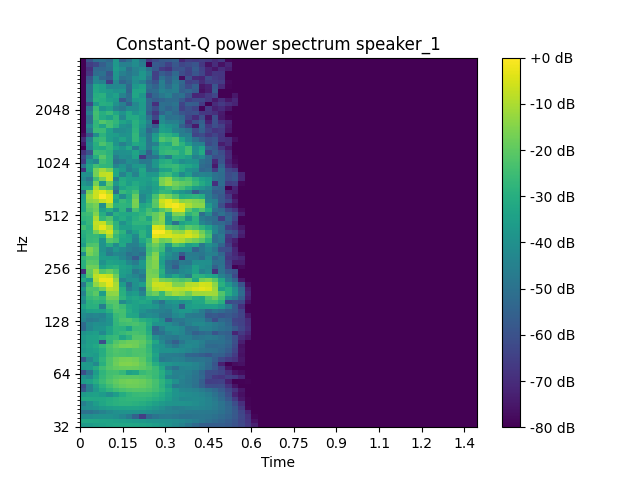 Constant-Q power spectrum speaker_1
Hz
2048
1024
512
256
128
64
32
0 0.15 0.3 0.45 0.6 0.75 0.9 1.1 1.2 1.4
Time
+0 dB
-10 dB
-20 dB
-30 dB
-40 dB
-50 dB
-60 dB
-70 dB
-80 dB